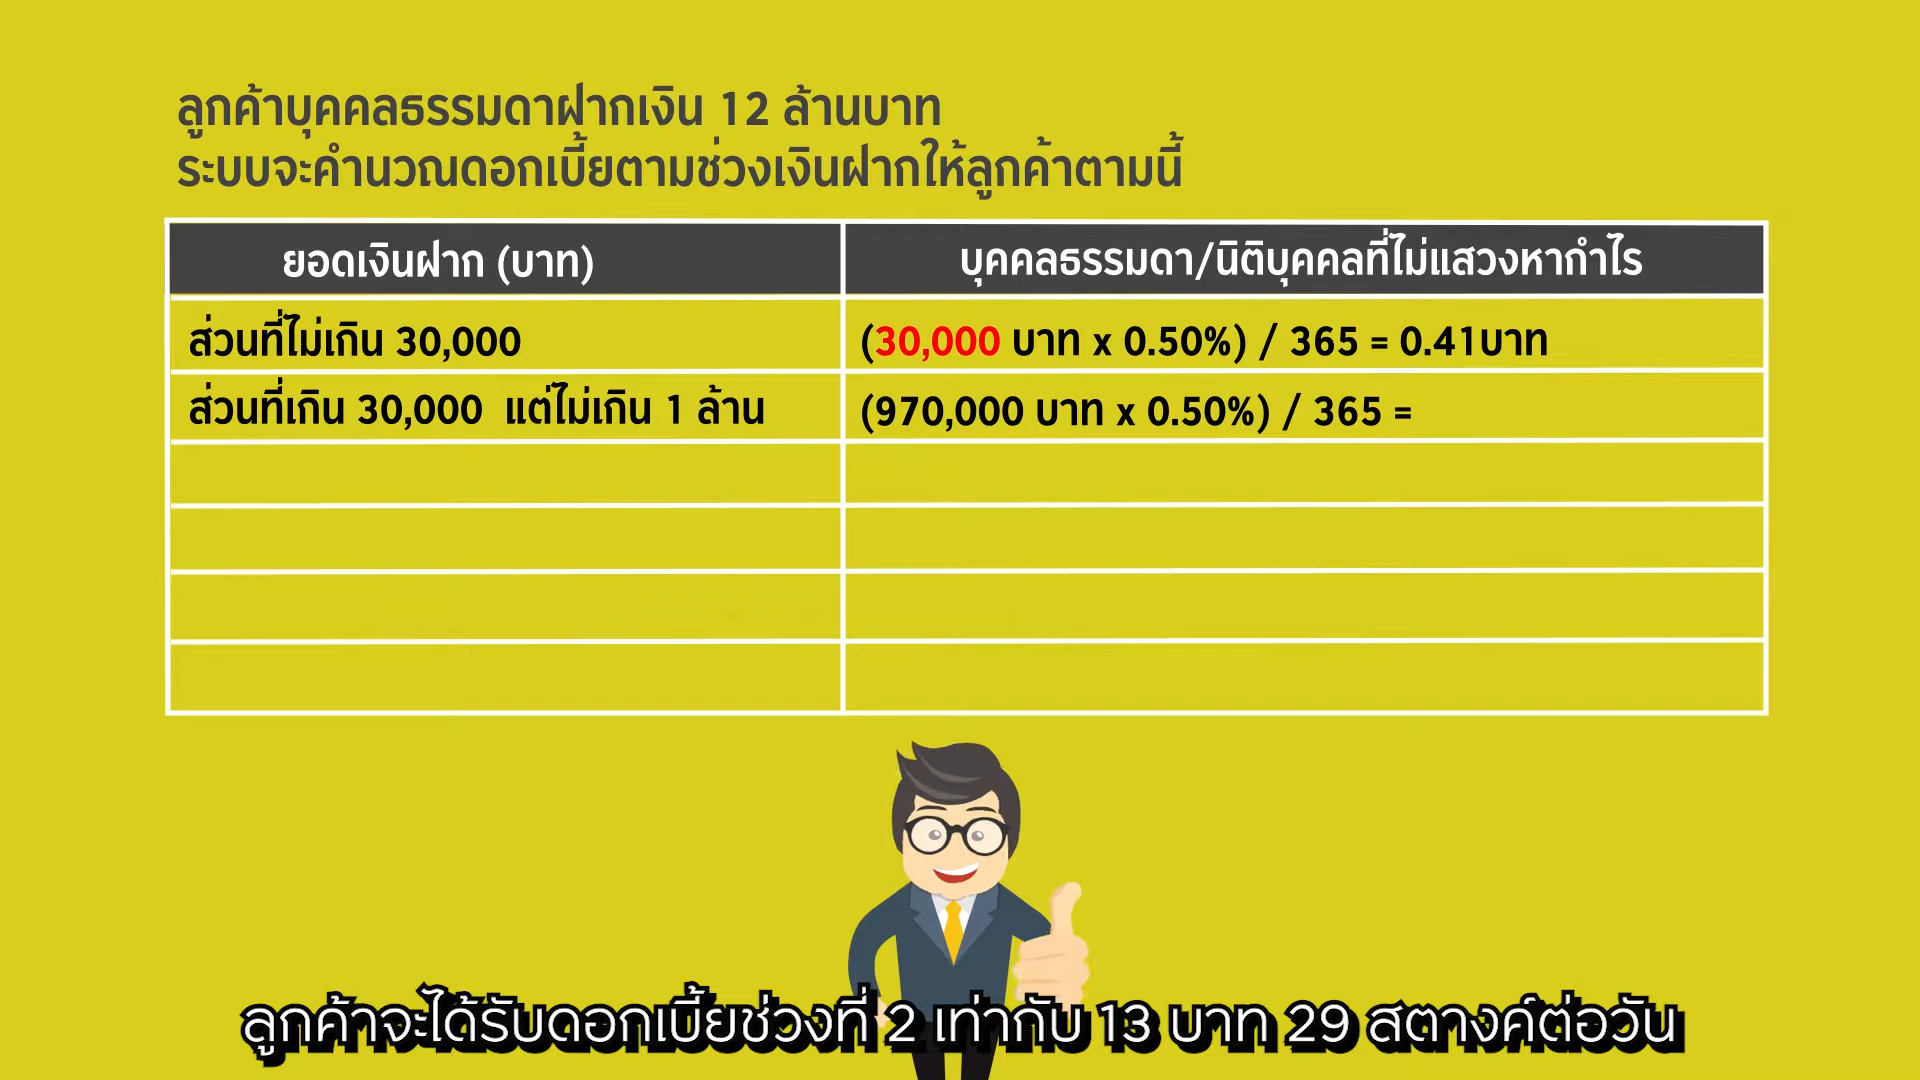 ลูกค้าบุคคลธรรมดาฝากเงิน 12 ล้านบาท
ระบบจะคำนวณดอกเบี้ยตามช่วงเงินฝากให้ลูกค้าตามนี้
ยอดเงินฝาก (บาท)
บุคคลธรรมดา/นิติบุคคลที่ไม่แสวงหากำไร
ส่วนที่ไม่เกิน 30,000
(30,000 บาท x 0.50%) / 365 = 0.41บาท
ส่วนที่เกิน 30,000 แต่ไม่เกิน 1 ล้าน
(970,000 บาท x 0.50%) / 365 =
ลูกค้าจะได้รับดอกเบี้ยช่วงที่ 2 เท่ากับ 13 บาท 29 สตางค์ต่อวัน